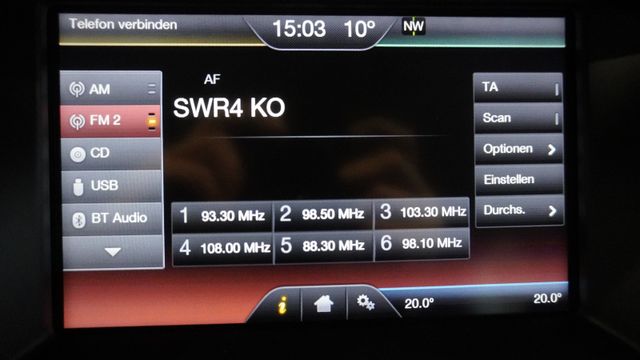 Telefon verbinden
15:03 10° NW
AM
FM 2
CD
USB
BT Audio
AF
SWR4 KO
1 93.30 MHz 2 98.50 MHz 3 103.30 MHz
4 108.00 MHz 5 88.30 MHz 6 98.10 MHz
TA
Scan
Optionen
Einstellen
Durchs.
i
20.0° 20.0°